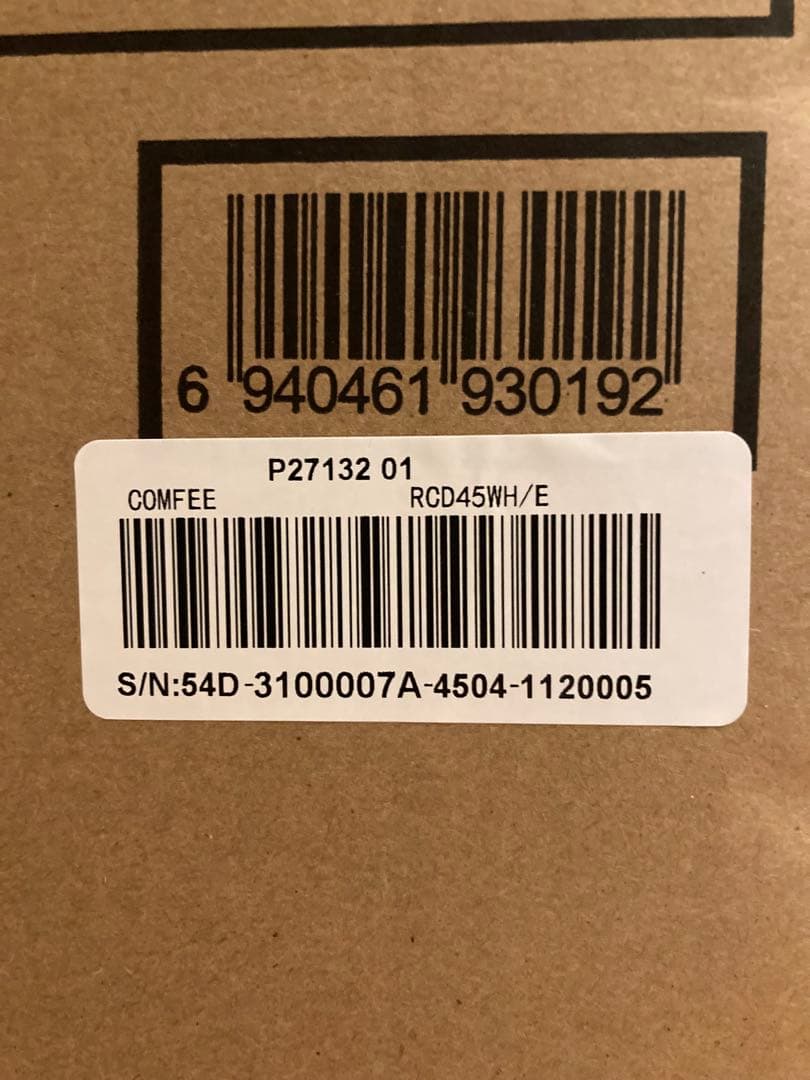 6 940461 930192
P27132 01
COMFEE RCD45WH/E
S/N:54D-3100007A-4504-1120005